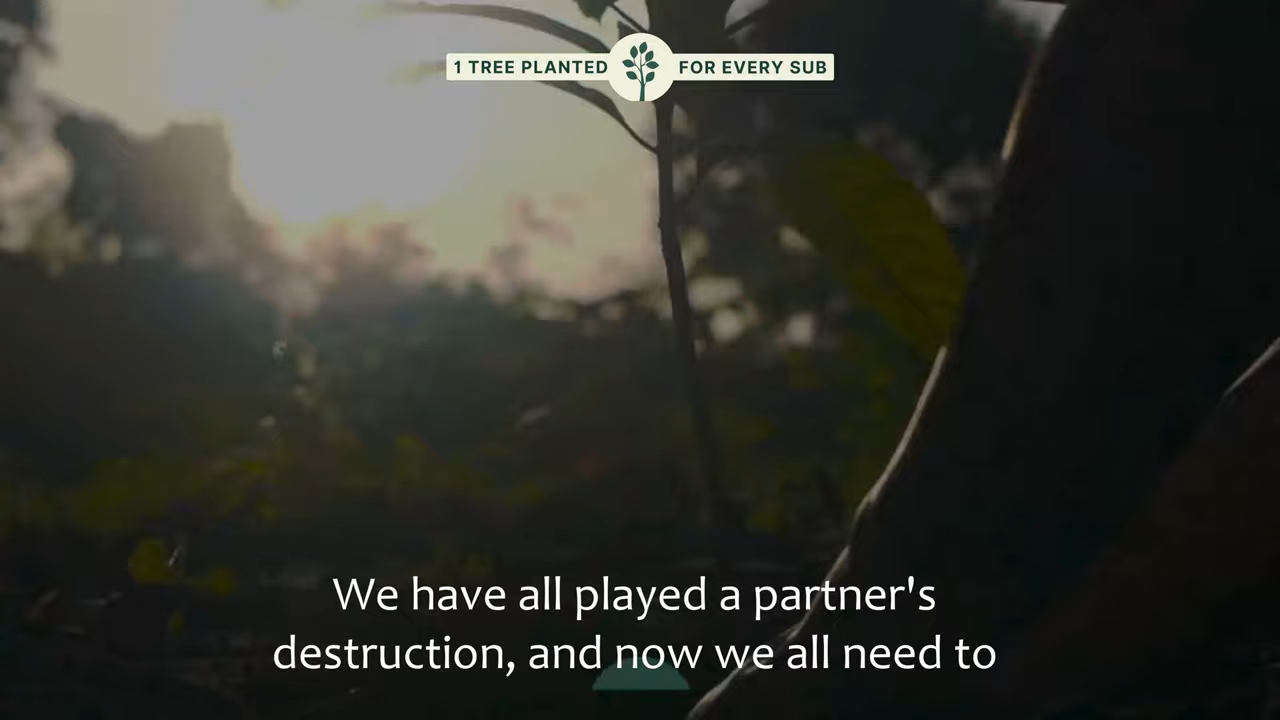 1 TREE PLANTED FOR EVERY SUB
We have all played a partner's
destruction, and now we all need to